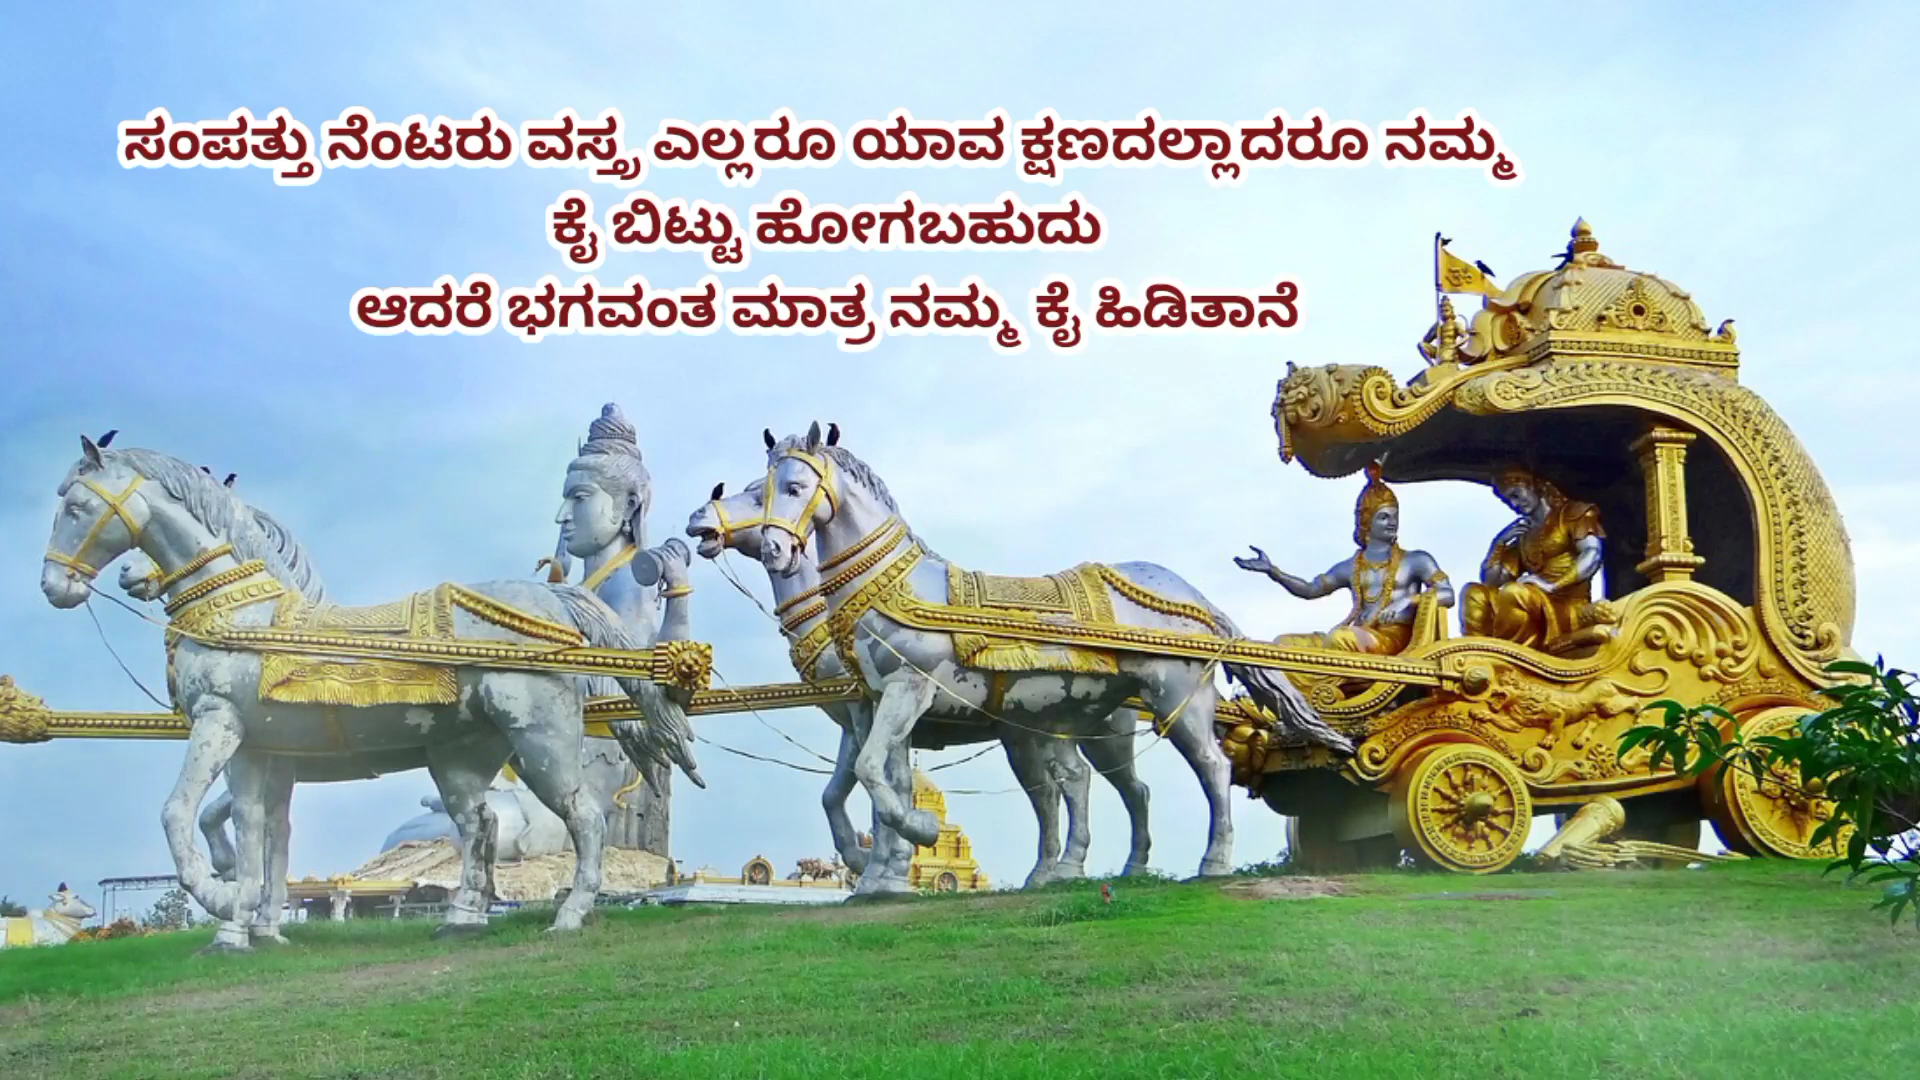 ಸಂಪತ್ತು ನೆಂಟರು ವಸ್ತ್ರ ಎಲ್ಲರೂ ಯಾವ ಕ್ಷಣದಲ್ಲಾದರೂ ನಮ್ಮ
ಕೈ ಬಿಟ್ಟು ಹೋಗಬಹುದು
ಆದರೆ ಭಗವಂತ ಮಾತ್ರ ನಮ್ಮ ಕೈ ಹಿಡಿತಾನೆ